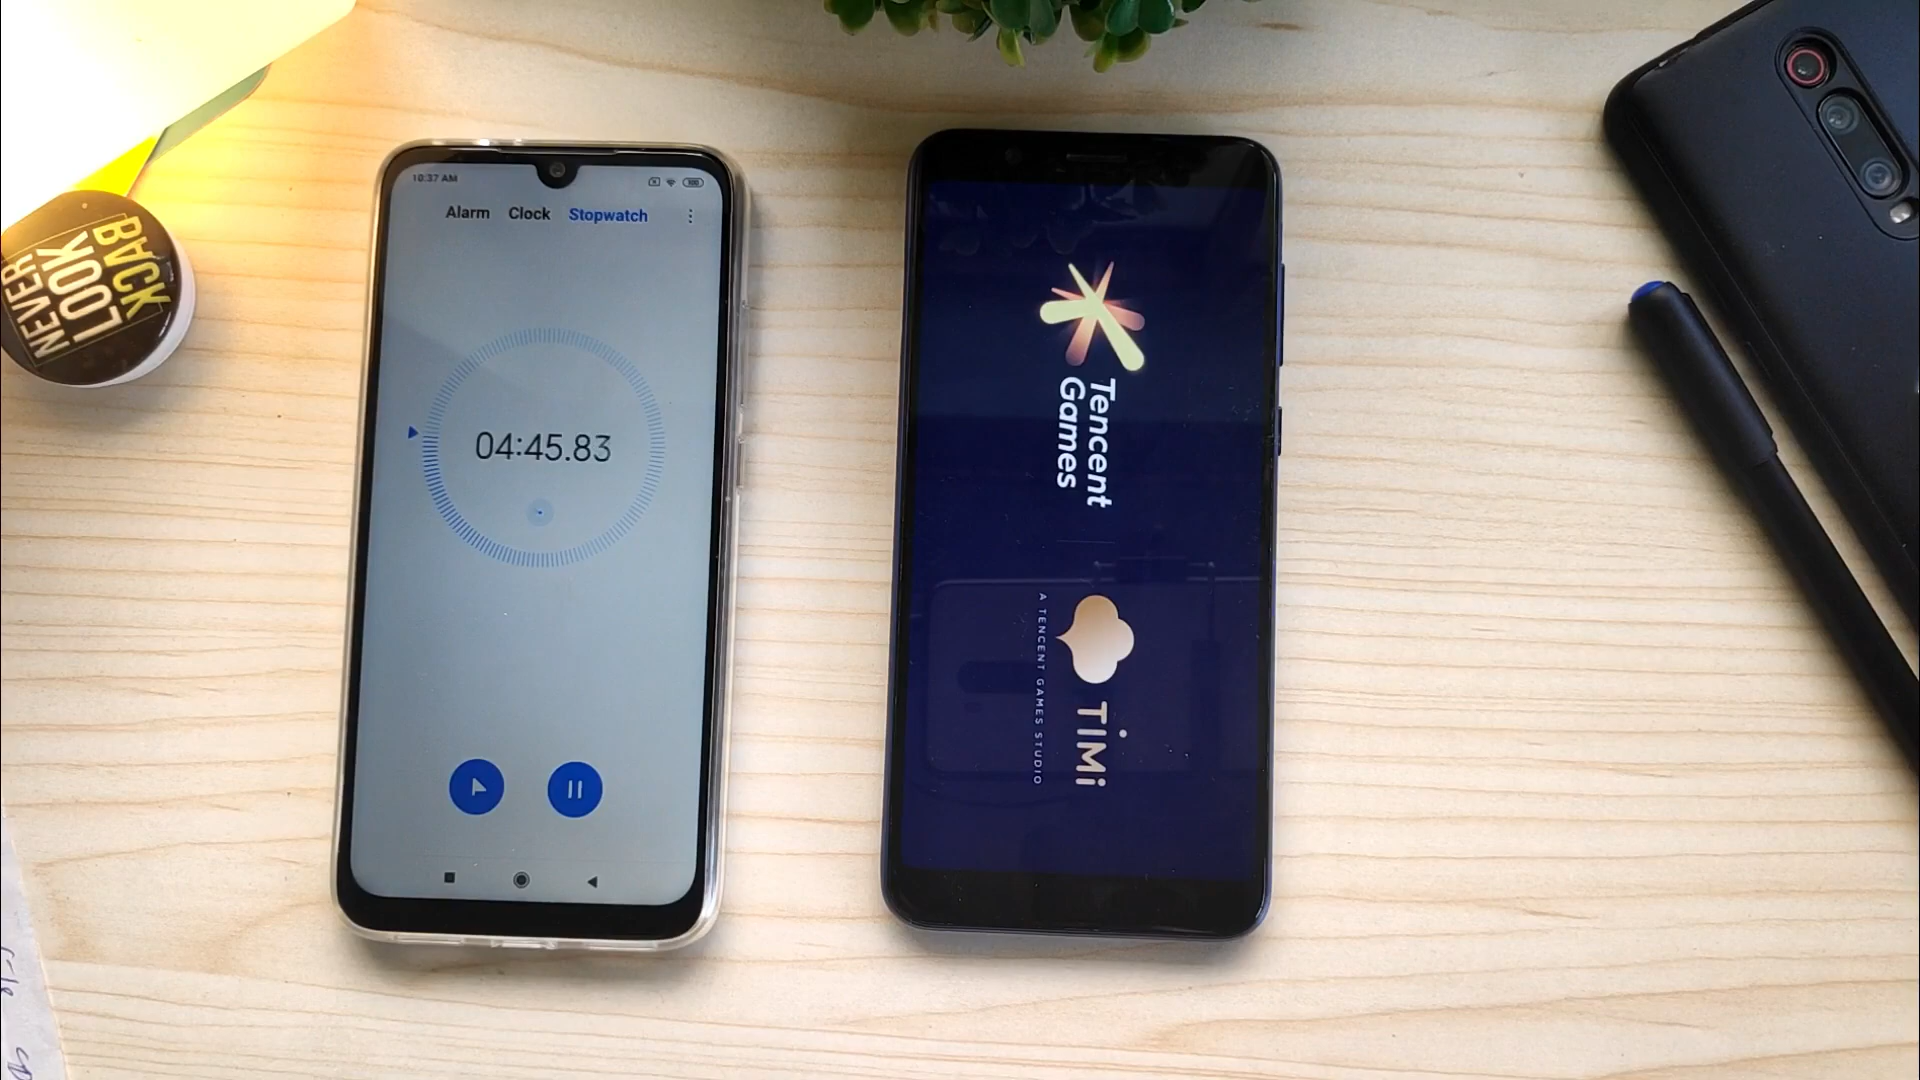 NEVER
LOOK
BACK
10:37 AM
Alarm Clock Stopwatch
04:45.83
Tencent
Games
TiMi
A TENCENT GAMES STUDIO